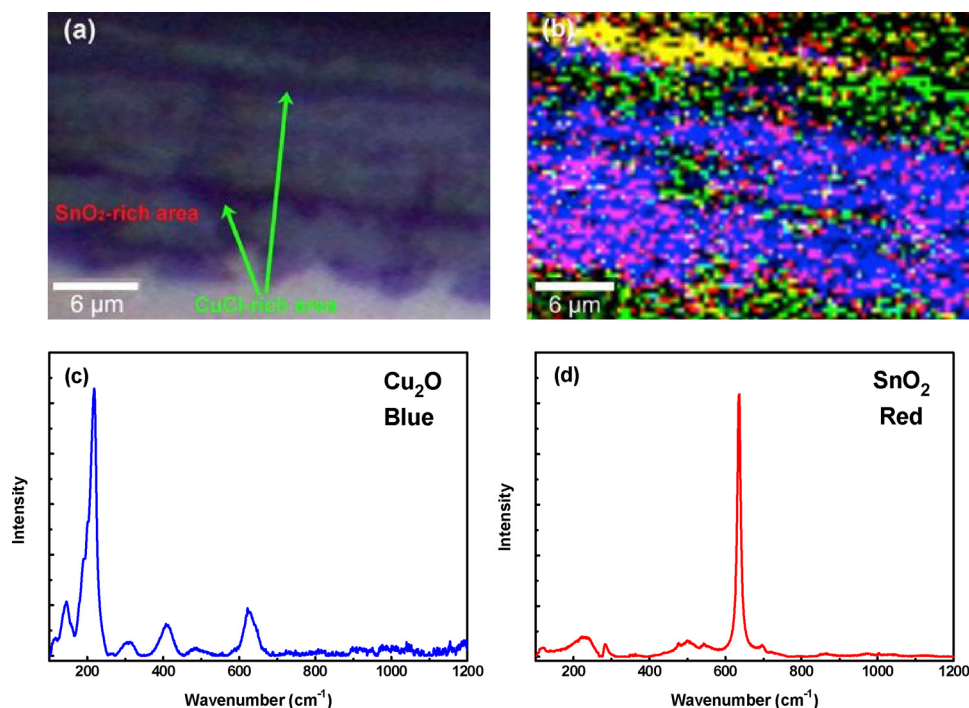 (a)
SnO₂-rich area
CuCl-rich area
6 µm
(b)
6 µm
(c)
Cu₂O
Blue
Intensity
200 400 600 800 1000 1200
Wavenumber (cm⁻¹)
(d)
SnO₂
Red
Intensity
200 400 600 800 1000 1200
Wavenumber (cm⁻¹)